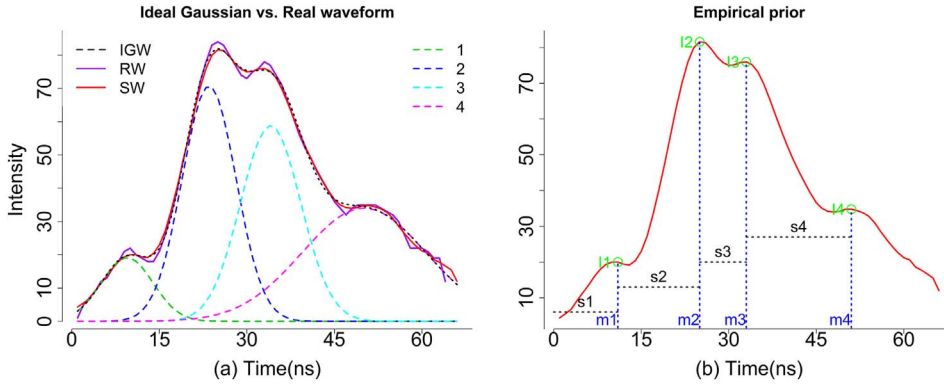 Ideal Gaussian vs. Real waveform
IGW
RW
SW
1
2
3
4
Intensity
0
10
30
50
70
0
15
30
45
60
(a) Time(ns)
Empirical prior
I1
I2
I3
I4
s1
s2
s3
s4
m1
m2
m3
m4
10
30
50
70
0
15
30
45
60
(b) Time(ns)